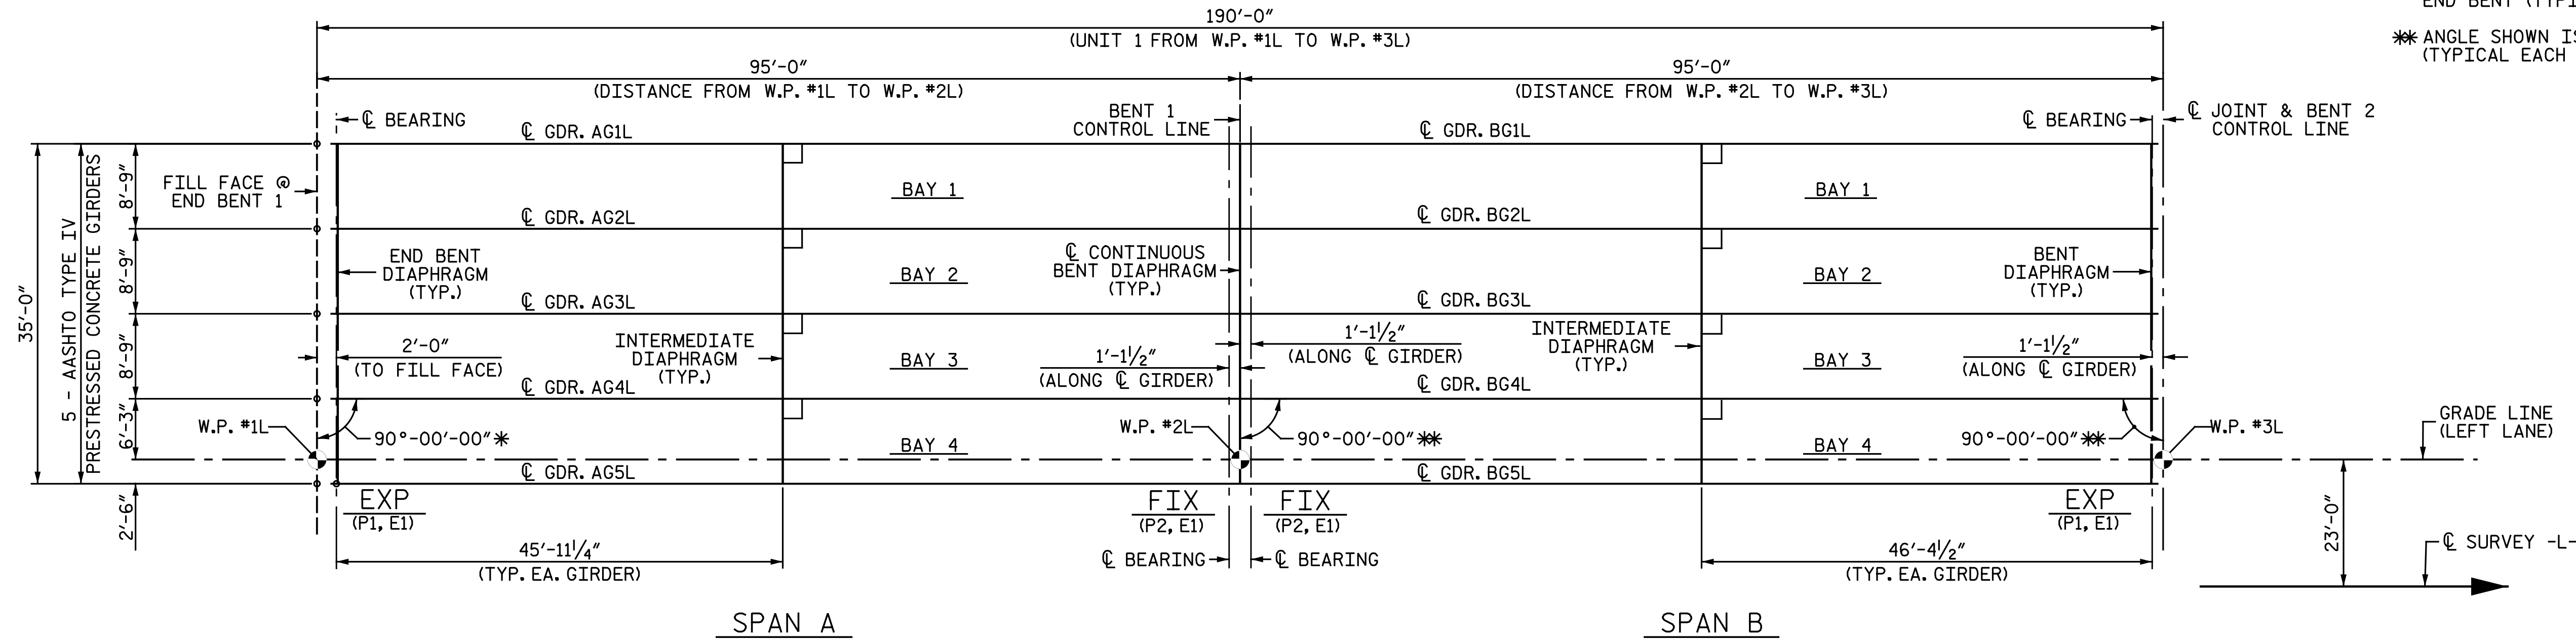 190'-0"
(UNIT 1 FROM W.P. #1L TO W.P. #3L)
END BENT (TYPI
⁎⁎ ANGLE SHOWN IS
(TYPICAL EACH
95'-0"
(DISTANCE FROM W.P. #1L TO W.P. #2L)
95'-0"
(DISTANCE FROM W.P. #2L TO W.P. #3L)
℄ BEARING
℄ GDR. AG1L
BENT 1
CONTROL LINE
℄ GDR. BG1L
℄ BEARING
℄ JOINT & BENT 2
CONTROL LINE
35'-0"
5 - AASHTO TYPE IV
PRESTRESSED CONCRETE GIRDERS
8'-9"
8'-9"
8'-9"
6'-3"
2'-6"
FILL FACE @
END BENT 1
BAY 1
BAY 1
℄ GDR. AG2L
℄ GDR. BG2L
END BENT
DIAPHRAGM
(TYP.)
BAY 2
℄ CONTINUOUS
BENT DIAPHRAGM
(TYP.)
BAY 2
BENT
DIAPHRAGM
(TYP.)
℄ GDR. AG3L
℄ GDR. BG3L
2'-0"
(TO FILL FACE)
INTERMEDIATE
DIAPHRAGM
(TYP.)
BAY 3
1'-1½"
(ALONG ℄ GIRDER)
1'-1½"
(ALONG ℄ GIRDER)
INTERMEDIATE
DIAPHRAGM
(TYP.)
BAY 3
1'-1½"
(ALONG ℄ GIRDER)
℄ GDR. AG4L
℄ GDR. BG4L
W.P. #1L
90°-00'-00"⁎
BAY 4
W.P. #2L
90°-00'-00"⁎⁎
BAY 4
90°-00'-00"⁎⁎
W.P. #3L
GRADE LINE
(LEFT LANE)
℄ GDR. AG5L
℄ GDR. BG5L
EXP
(P1, E1)
FIX
(P2, E1)
FIX
(P2, E1)
EXP
(P1, E1)
23'-0"
℄ SURVEY -L-
45'-11¼"
(TYP. EA. GIRDER)
℄ BEARING
℄ BEARING
46'-4½"
(TYP. EA. GIRDER)
SPAN A
SPAN B